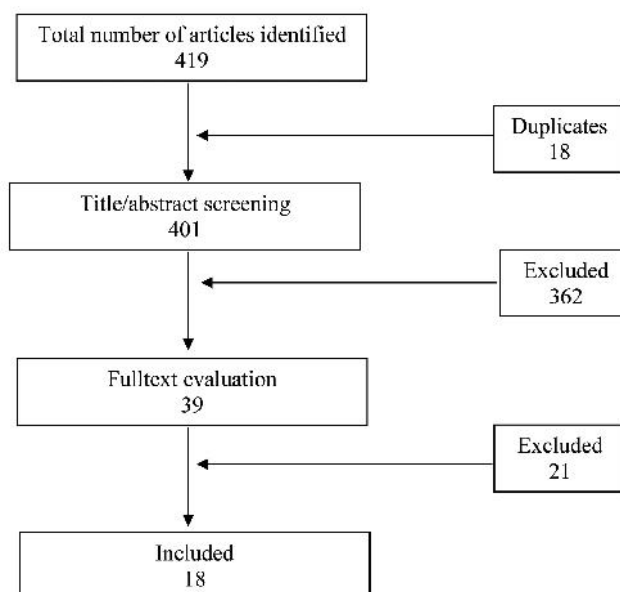 Total number of articles identified
419
Duplicates
18
Title/abstract screening
401
Excluded
362
Fulltext evaluation
39
Excluded
21
Included
18